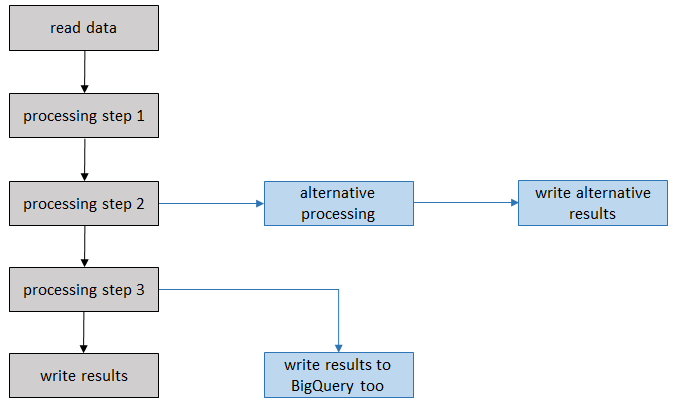 read data
processing step 1
processing step 2
alternative
processing
write alternative
results
processing step 3
write results
write results to
BigQuery too